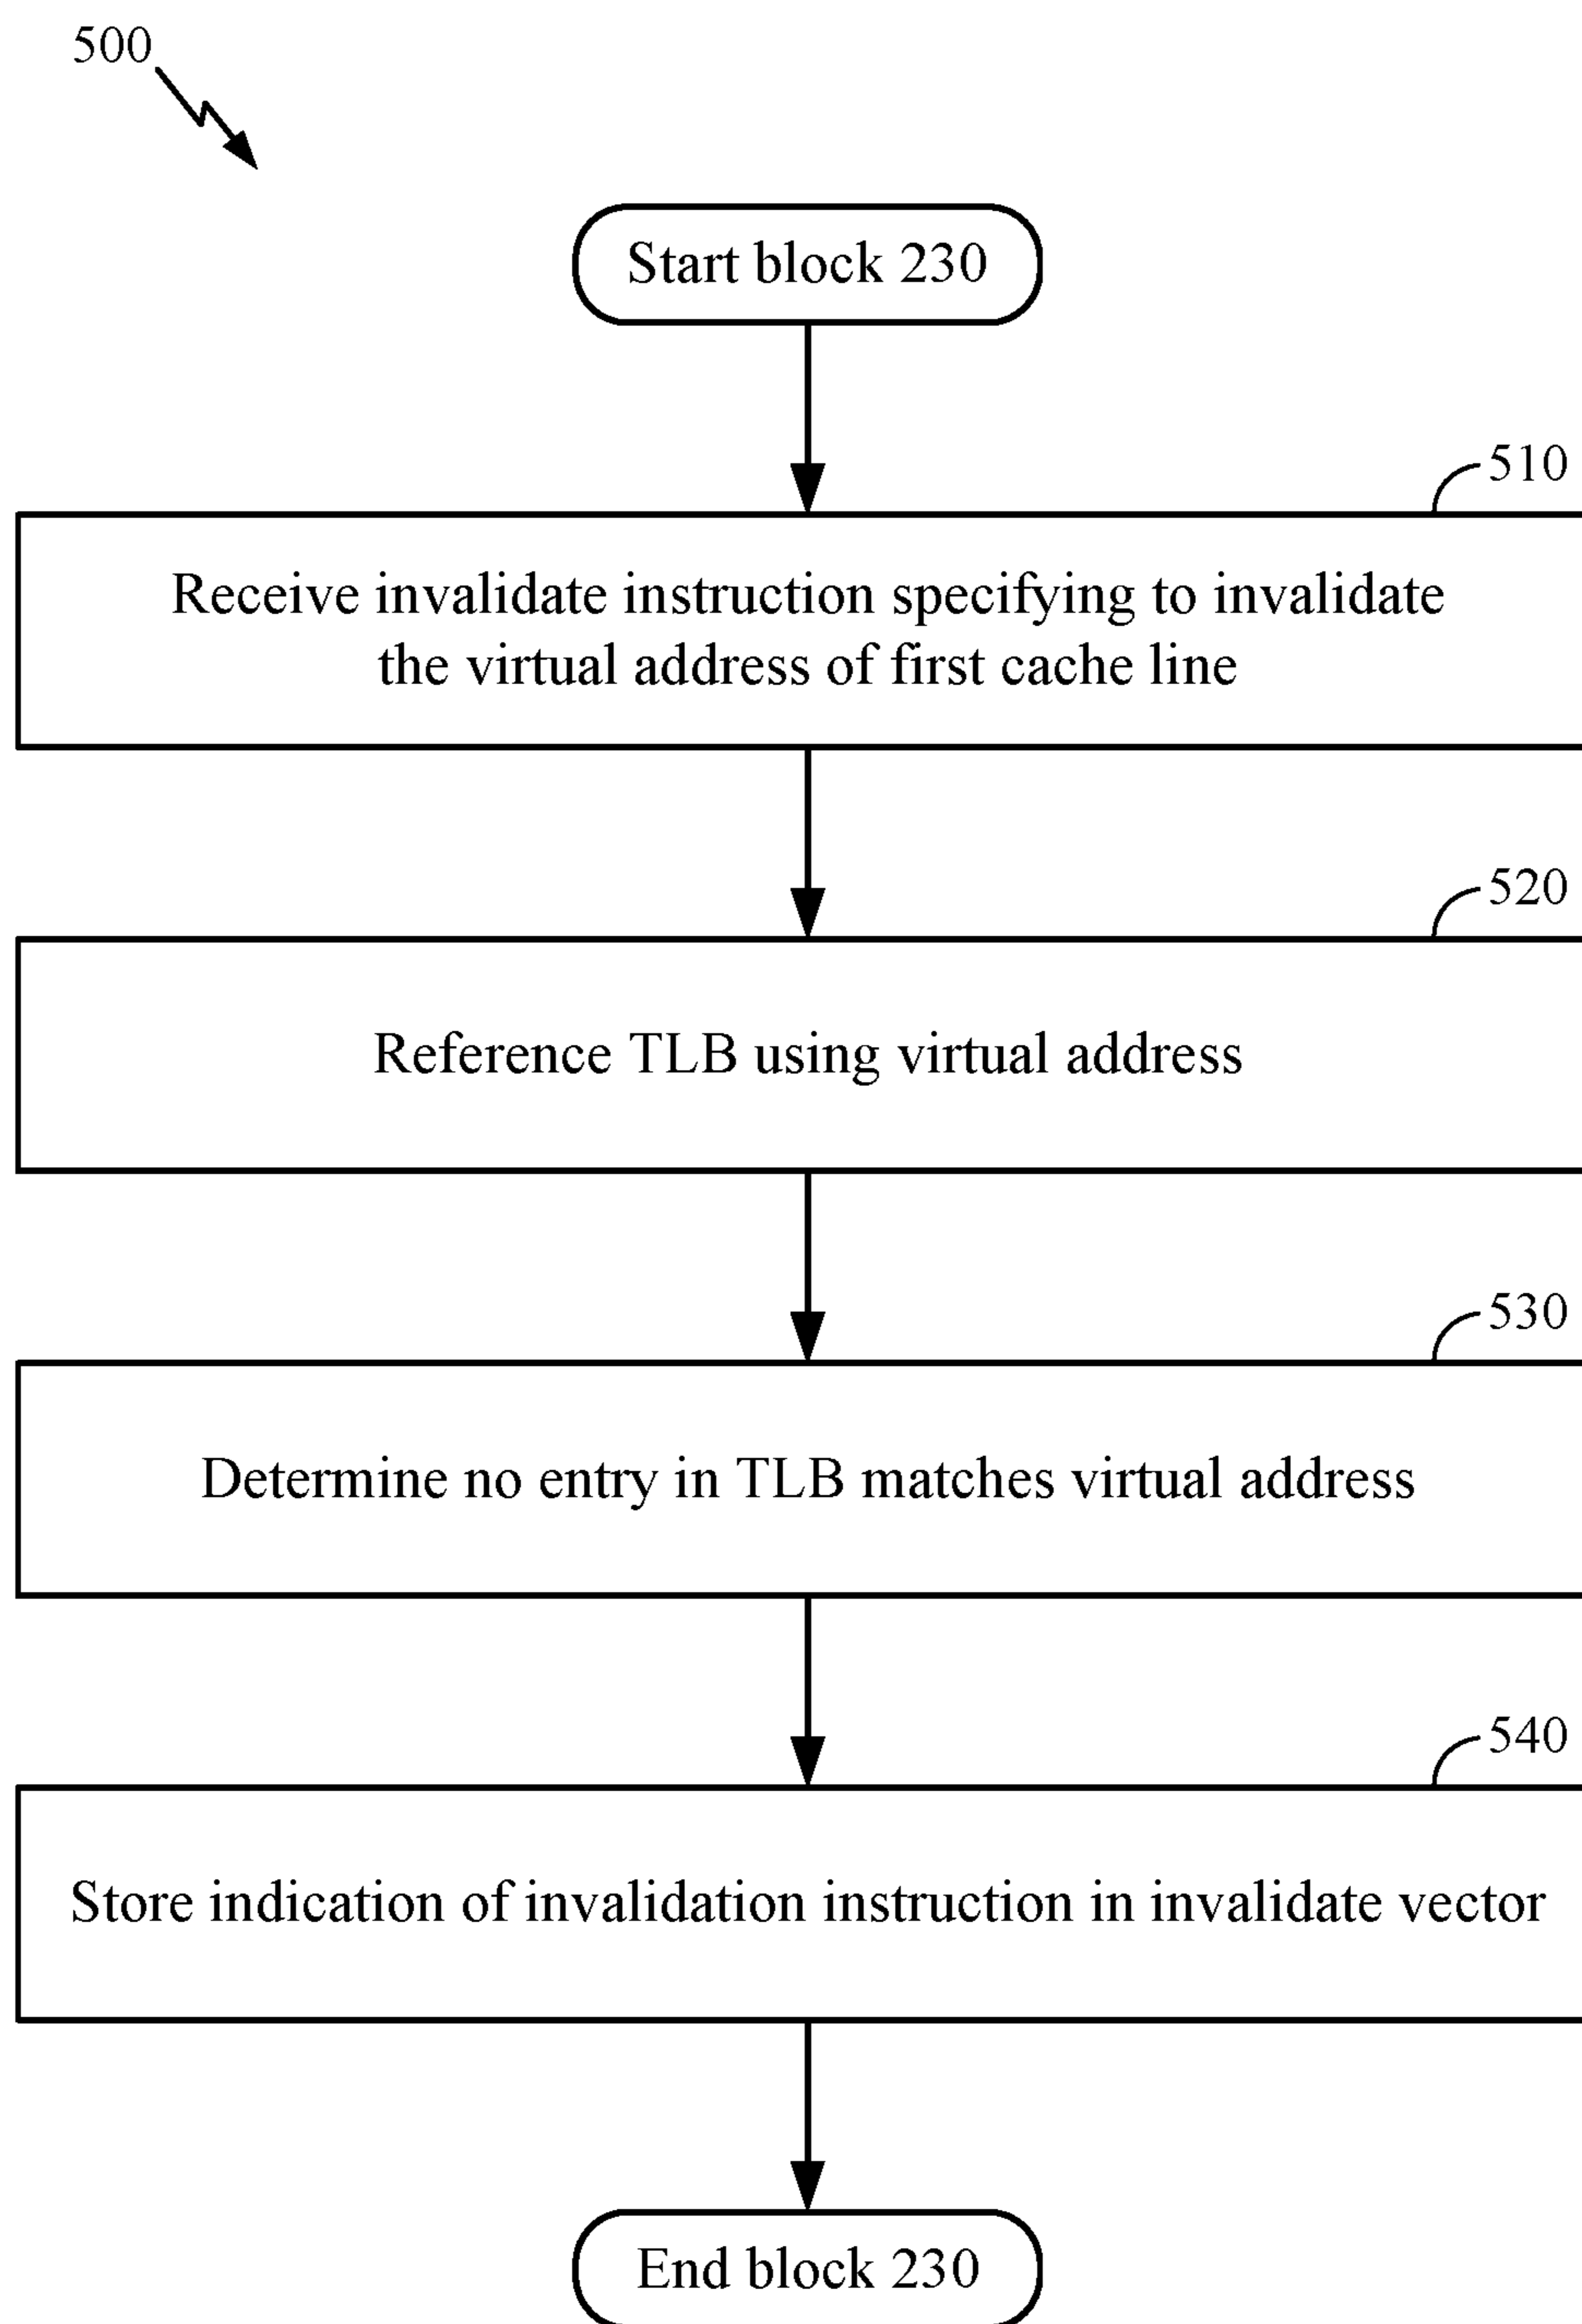 500
Start block 230
510
Receive invalidate instruction specifying to invalidate
the virtual address of first cache line
520
Reference TLB using virtual address
530
Determine no entry in TLB matches virtual address
540
Store indication of invalidation instruction in invalidate vector
End block 230